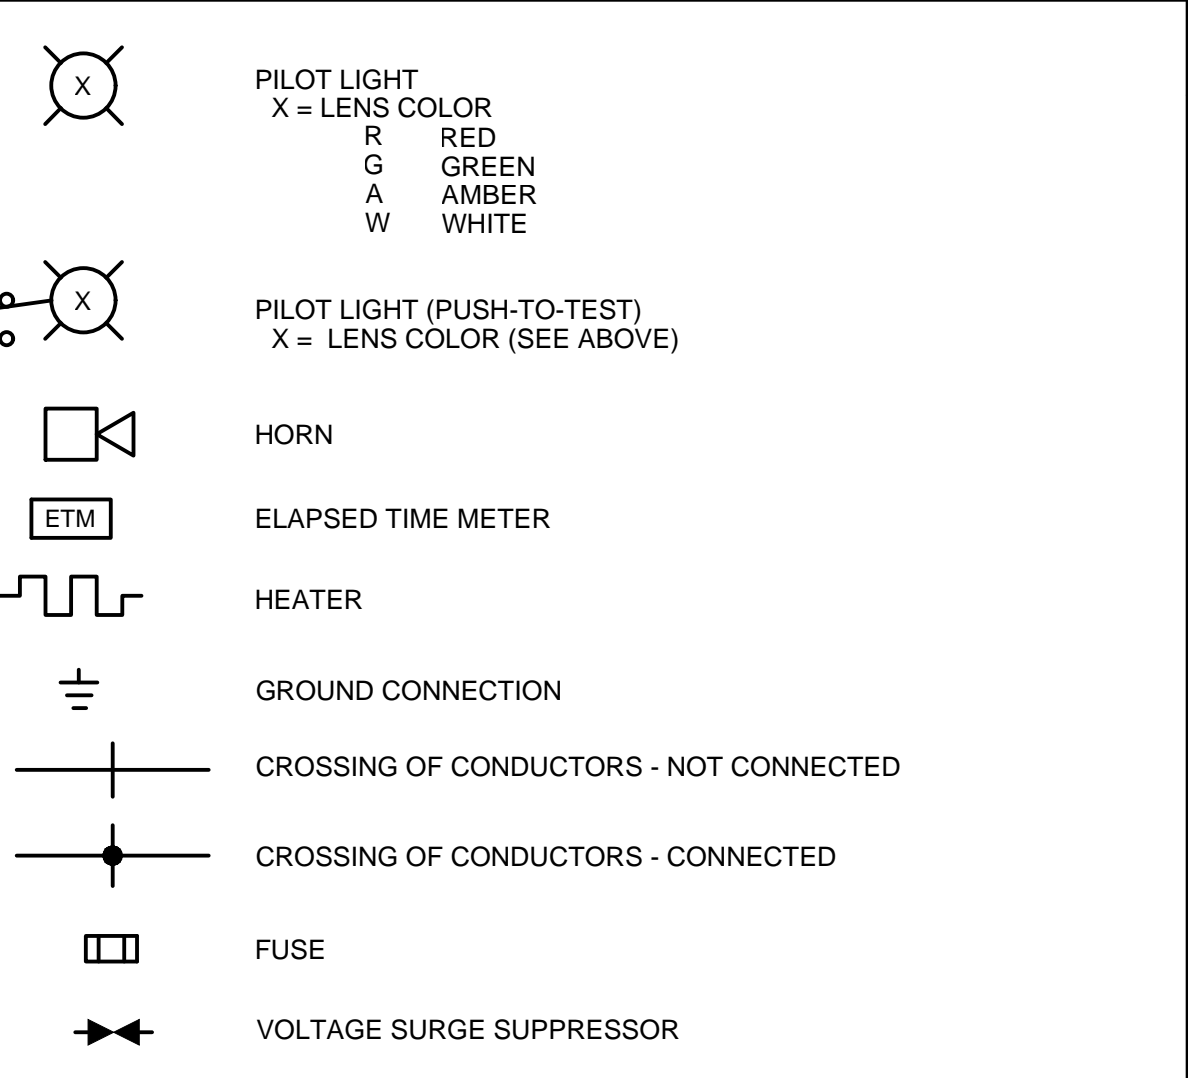 X PILOT LIGHT
X = LENS COLOR
R RED
G GREEN
A AMBER
W WHITE
X PILOT LIGHT (PUSH-TO-TEST)
X = LENS COLOR (SEE ABOVE)
HORN
ETM ELAPSED TIME METER
HEATER
GROUND CONNECTION
CROSSING OF CONDUCTORS - NOT CONNECTED
CROSSING OF CONDUCTORS - CONNECTED
FUSE
VOLTAGE SURGE SUPPRESSOR